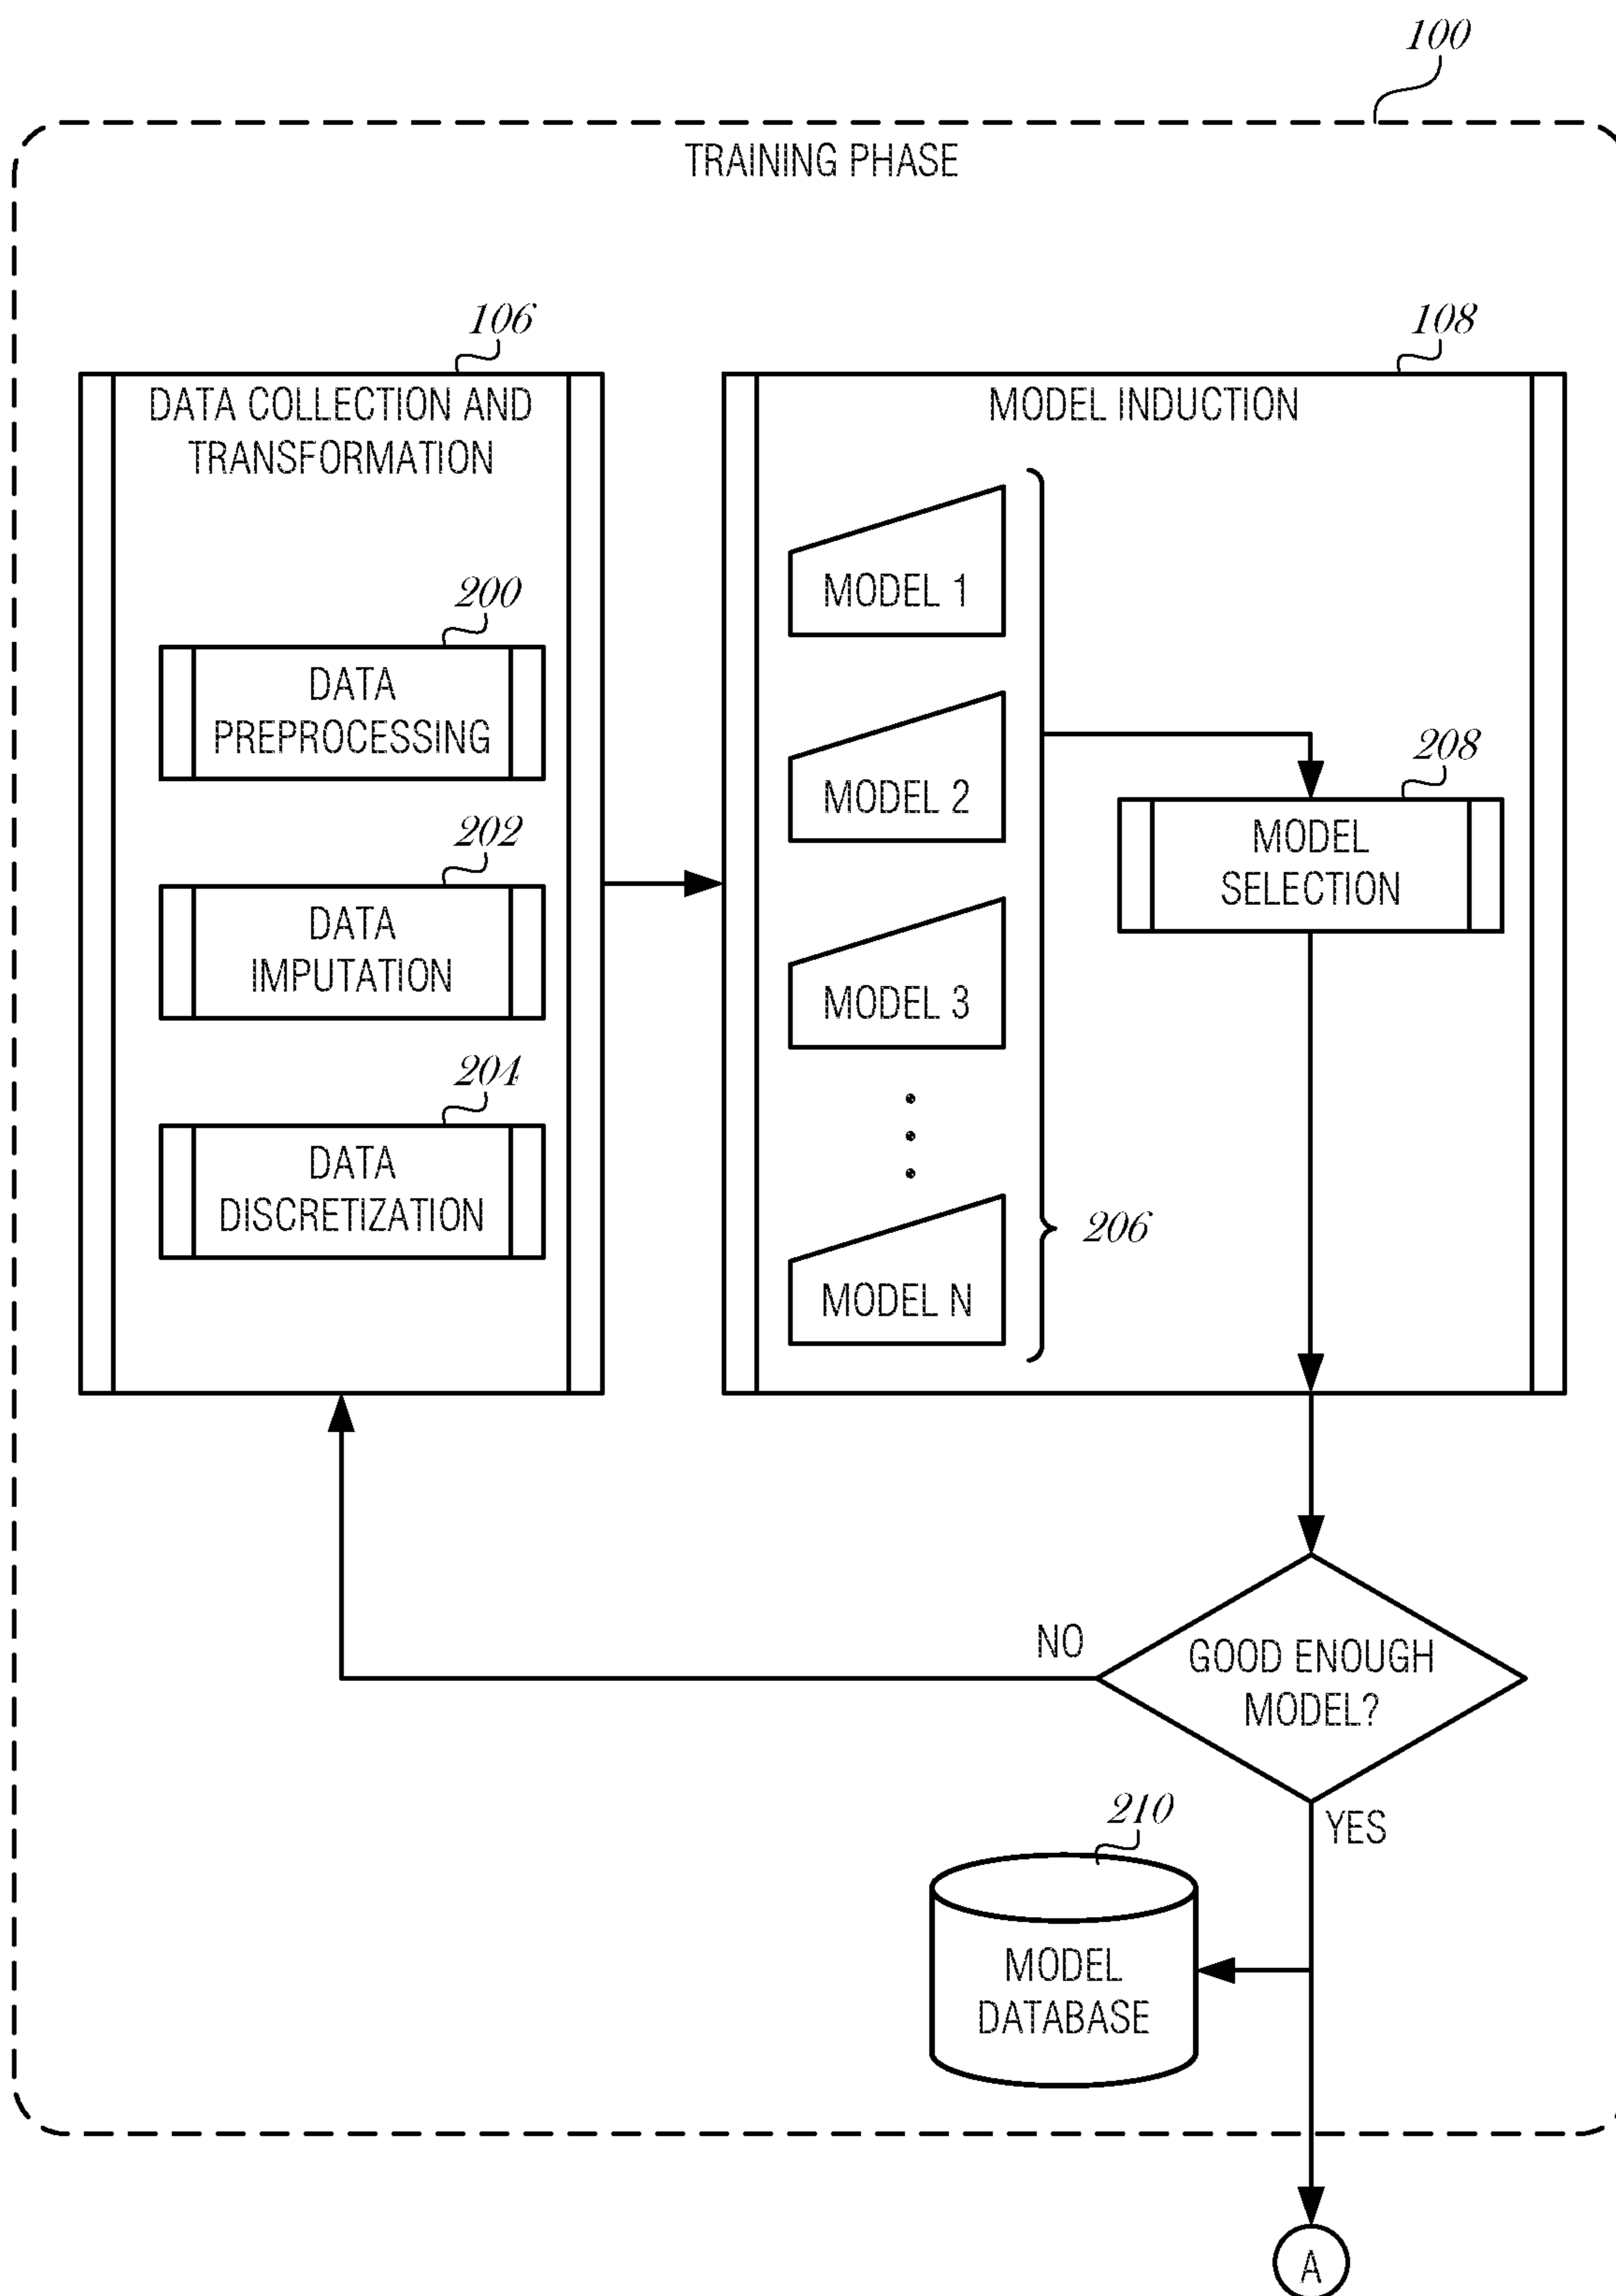 100
TRAINING PHASE
106
DATA COLLECTION AND
TRANSFORMATION
200
DATA
PREPROCESSING
202
DATA
IMPUTATION
204
DATA
DISCRETIZATION
108
MODEL INDUCTION
MODEL 1
MODEL 2
MODEL 3
MODEL N
206
208
MODEL
SELECTION
GOOD ENOUGH
MODEL?
NO
YES
210
MODEL
DATABASE
A